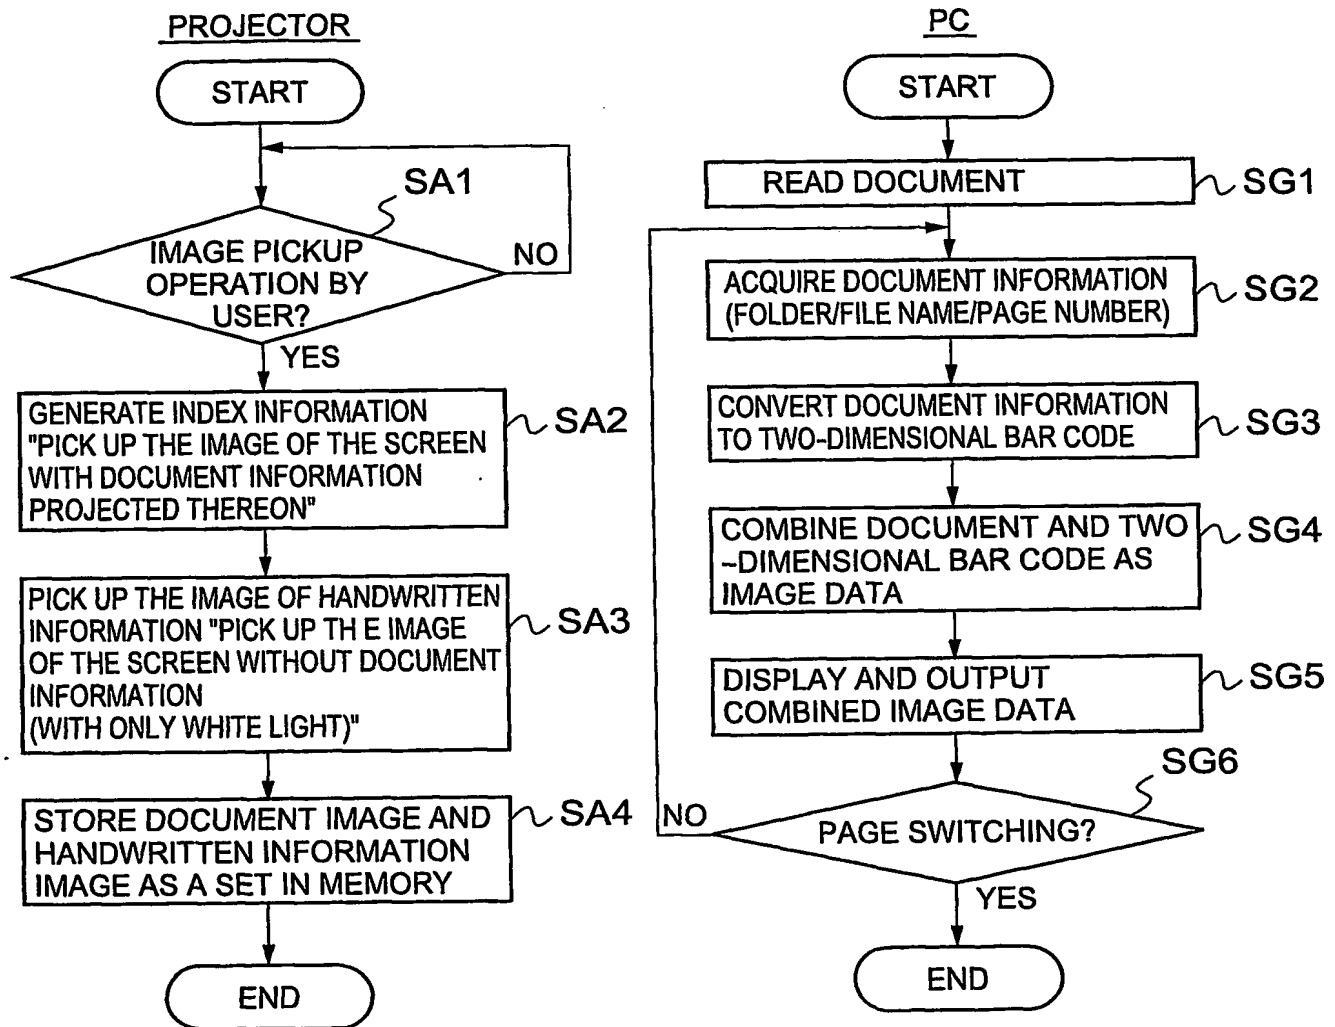 PROJECTOR
START
SA1
IMAGE PICKUP
OPERATION BY
USER?
NO
YES
GENERATE INDEX INFORMATION
"PICK UP THE IMAGE OF THE SCREEN
WITH DOCUMENT INFORMATION
PROJECTED THEREON"
SA2
PICK UP THE IMAGE OF HANDWRITTEN
INFORMATION "PICK UP TH E IMAGE
OF THE SCREEN WITHOUT DOCUMENT
INFORMATION
(WITH ONLY WHITE LIGHT)"
SA3
STORE DOCUMENT IMAGE AND
HANDWRITTEN INFORMATION
IMAGE AS A SET IN MEMORY
SA4
END
PC
START
READ DOCUMENT
SG1
ACQUIRE DOCUMENT INFORMATION
(FOLDER/FILE NAME/PAGE NUMBER)
SG2
CONVERT DOCUMENT INFORMATION
TO TWO-DIMENSIONAL BAR CODE
SG3
COMBINE DOCUMENT AND TWO
-DIMENSIONAL BAR CODE AS
IMAGE DATA
SG4
DISPLAY AND OUTPUT
COMBINED IMAGE DATA
SG5
SG6
NO
PAGE SWITCHING?
YES
END